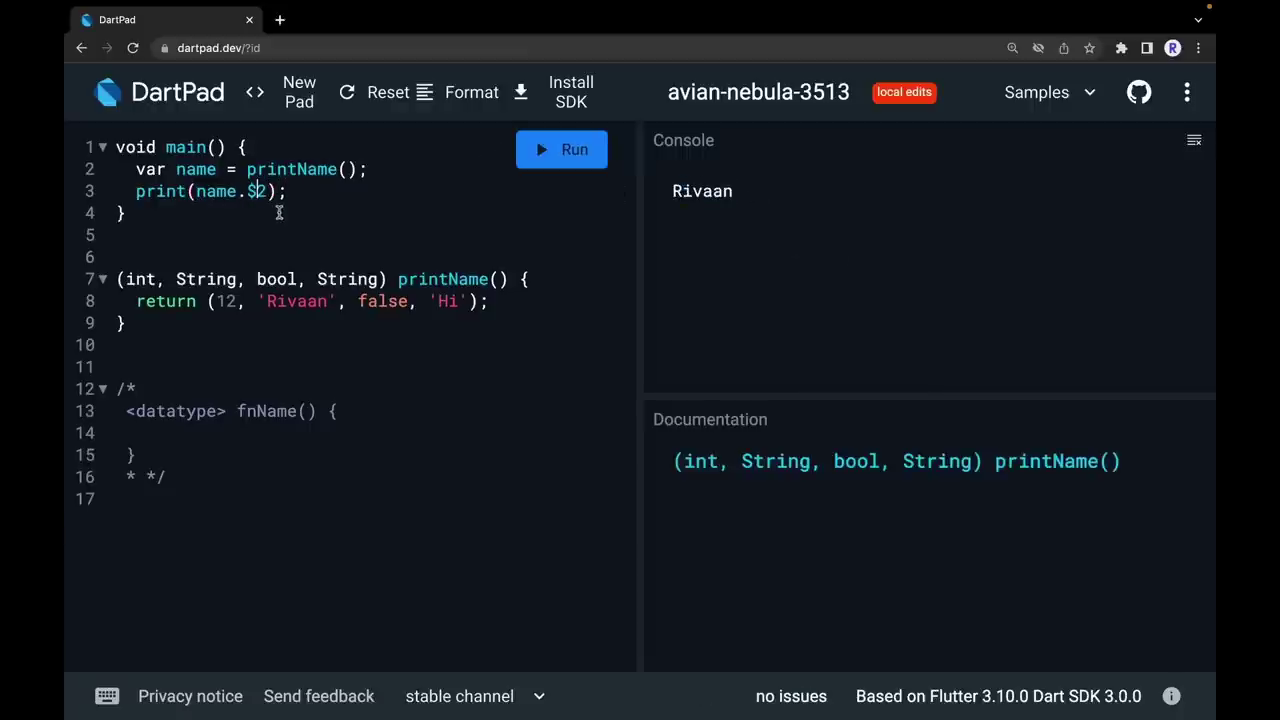 DartPad
dartpad.dev/?id
R
DartPad
<> New Pad
Reset
Format
Install SDK
avian-nebula-3513
local edits
Samples
1 void main() {
2   var name = printName();
3   print(name.$2);
4 }
5
6
7 (int, String, bool, String) printName() {
8   return (12, 'Rivaan', false, 'Hi');
9 }
10
11
12 /*
13  <datatype> fnName() {
14
15  }
16  * */
17
Run
Console
Rivaan
Documentation
(int, String, bool, String) printName()
Privacy notice
Send feedback
stable channel
no issues
Based on Flutter 3.10.0 Dart SDK 3.0.0